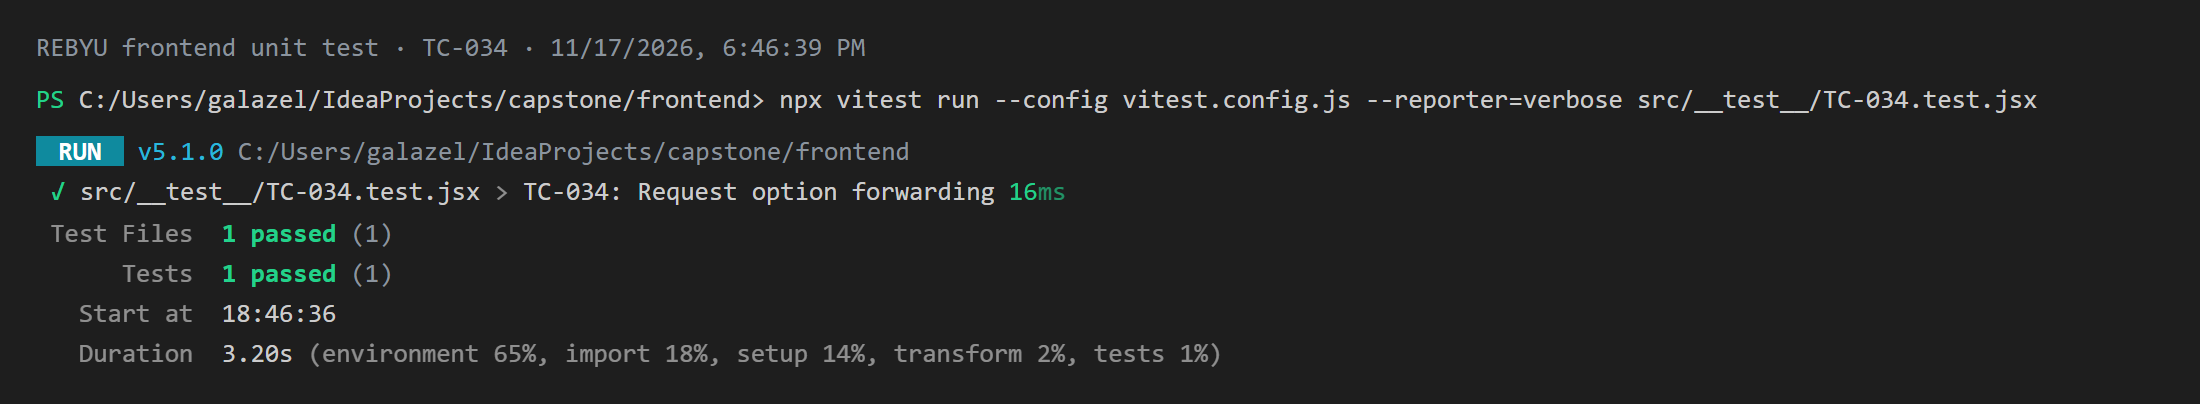 REBYU frontend unit test · TC-034 · 11/17/2026, 6:46:39 PM
PS C:/Users/galazel/IdeaProjects/capstone/frontend> npx vitest run --config vitest.config.js --reporter=verbose src/__test__/TC-034.test.jsx
RUN v5.1.0 C:/Users/galazel/IdeaProjects/capstone/frontend
√ src/__test__/TC-034.test.jsx > TC-034: Request option forwarding 16ms
Test Files 1 passed (1)
Tests 1 passed (1)
Start at 18:46:36
Duration 3.20s (environment 65%, import 18%, setup 14%, transform 2%, tests 1%)